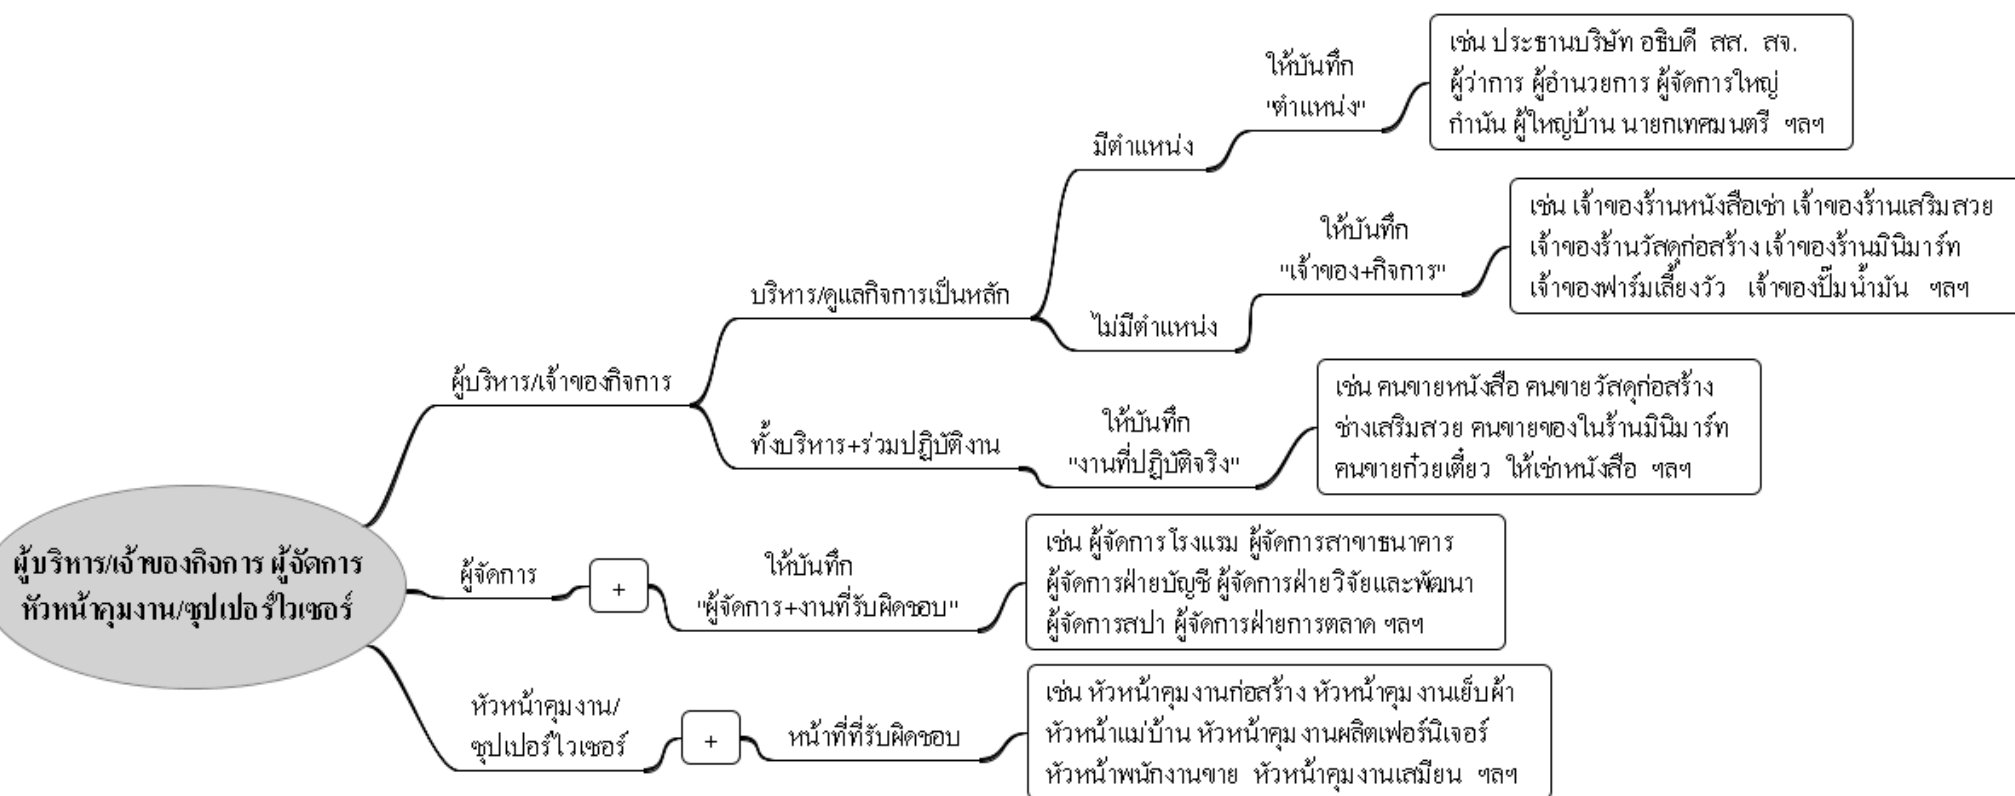 ผู้บริหาร/เจ้าของกิจการ ผู้จัดการ
หัวหน้าคุมงาน/ซุปเปอร์ไวเซอร์
ผู้บริหาร/เจ้าของกิจการ
บริหาร/ดูแลกิจการเป็นหลัก
มีตำแหน่ง
ให้บันทึก
"ตำแหน่ง"
เช่น ประธานบริษัท อธิบดี สส. สจ.
ผู้ว่าการ ผู้อำนวยการ ผู้จัดการใหญ่
กำนัน ผู้ใหญ่บ้าน นายกเทศมนตรี ฯลฯ
ไม่มีตำแหน่ง
ให้บันทึก
"เจ้าของ+กิจการ"
เช่น เจ้าของร้านหนังสือเช่า เจ้าของร้านเสริมสวย
เจ้าของร้านวัสดุก่อสร้าง เจ้าของร้านมินิมาร์ท
เจ้าของฟาร์มเลี้ยงวัว เจ้าของปั๊มน้ำมัน ฯลฯ
ทั้งบริหาร+ร่วมปฏิบัติงาน
ให้บันทึก
"งานที่ปฏิบัติจริง"
เช่น คนขายหนังสือ คนขายวัสดุก่อสร้าง
ช่างเสริมสวย คนขายของในร้านมินิมาร์ท
คนขายก๋วยเตี๋ยว ให้เช่าหนังสือ ฯลฯ
ผู้จัดการ
+
ให้บันทึก
"ผู้จัดการ+งานที่รับผิดชอบ"
เช่น ผู้จัดการโรงแรม ผู้จัดการสาขาธนาคาร
ผู้จัดการฝ่ายบัญชี ผู้จัดการฝ่ายวิจัยและพัฒนา
ผู้จัดการสปา ผู้จัดการฝ่ายการตลาด ฯลฯ
หัวหน้าคุมงาน/
ซุปเปอร์ไวเซอร์
+
หน้าที่ที่รับผิดชอบ
เช่น หัวหน้าคุมงานก่อสร้าง หัวหน้าคุมงานเย็บผ้า
หัวหน้าแม่บ้าน หัวหน้าคุมงานผลิตเฟอร์นิเจอร์
หัวหน้าพนักงานขาย หัวหน้าคุมงานเสมียน ฯลฯ